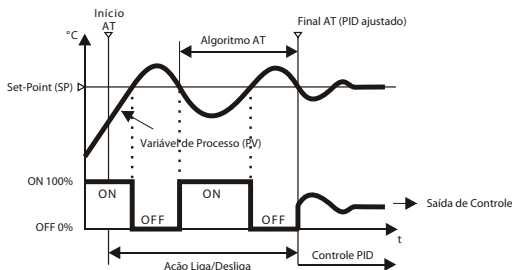 Início
AT
Final AT (PID ajustado)
°C
Algoritmo AT
Set-Point (SP)
Variável de Processo (PV)
ON 100%
ON
ON
Saída de Controle
OFF
OFF
OFF 0%
t
Controle PID
Ação Liga/Desliga